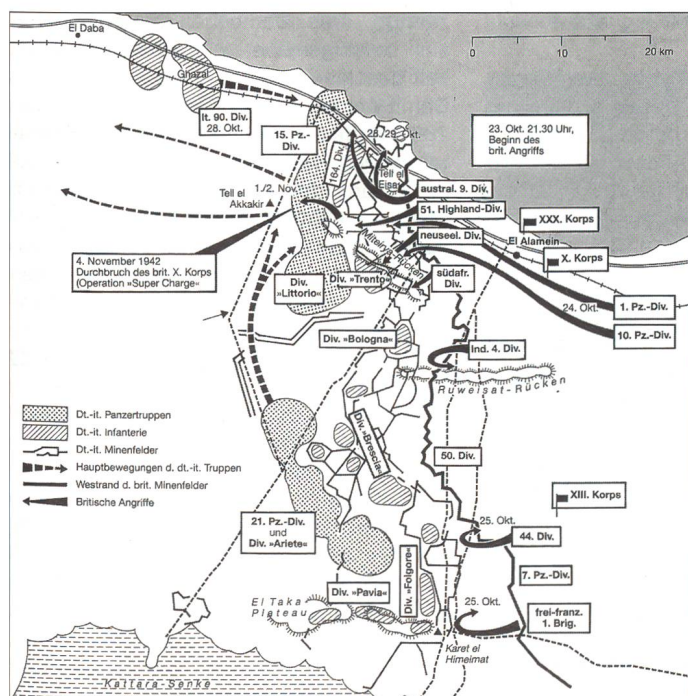 El Daba
0 10 20 km
Ghazal
lt. 90. Div.
28. Okt.
15. Pz.-
Div.
164. Div.
28./29. Okt.
23. Okt. 21.30 Uhr,
Beginn des
brit. Angriffs
Tell el
Eisa
austral. 9. Div.
1./2. Nov.
Tell el
Akkakir
51. Highland-Div.
XXX. Korps
neuseel. Div.
El Alamein
X. Korps
Miteirya-Rücken
4. November 1942
Durchbruch des brit. X. Korps
(Operation »Super Charge«
Div.
»Littorio«
Div. »Trento«
südafr.
Div.
24. Okt.
1. Pz.-Div.
10. Pz.-Div.
Div. »Bologna«
Ind. 4. Div.
Ruweisat-Rücken
Dt.-it. Panzertruppen
Dt.-it. Infanterie
Dt.-it. Minenfelder
Hauptbewegungen d. dt.-it. Truppen
Westrand d. brit. Minenfelder
Britische Angriffe
Div. »Brescia«
50. Div.
XIII. Korps
21. Pz.-Div.
und
Div. »Ariete«
25. Okt.
44. Div.
7. Pz.-Div.
Div. »Folgore«
Div. »Pavia«
El Taka-
Plateau
25. Okt.
frei-franz.
1. Brig.
Karet el
Himeimat
Kattara-Senke